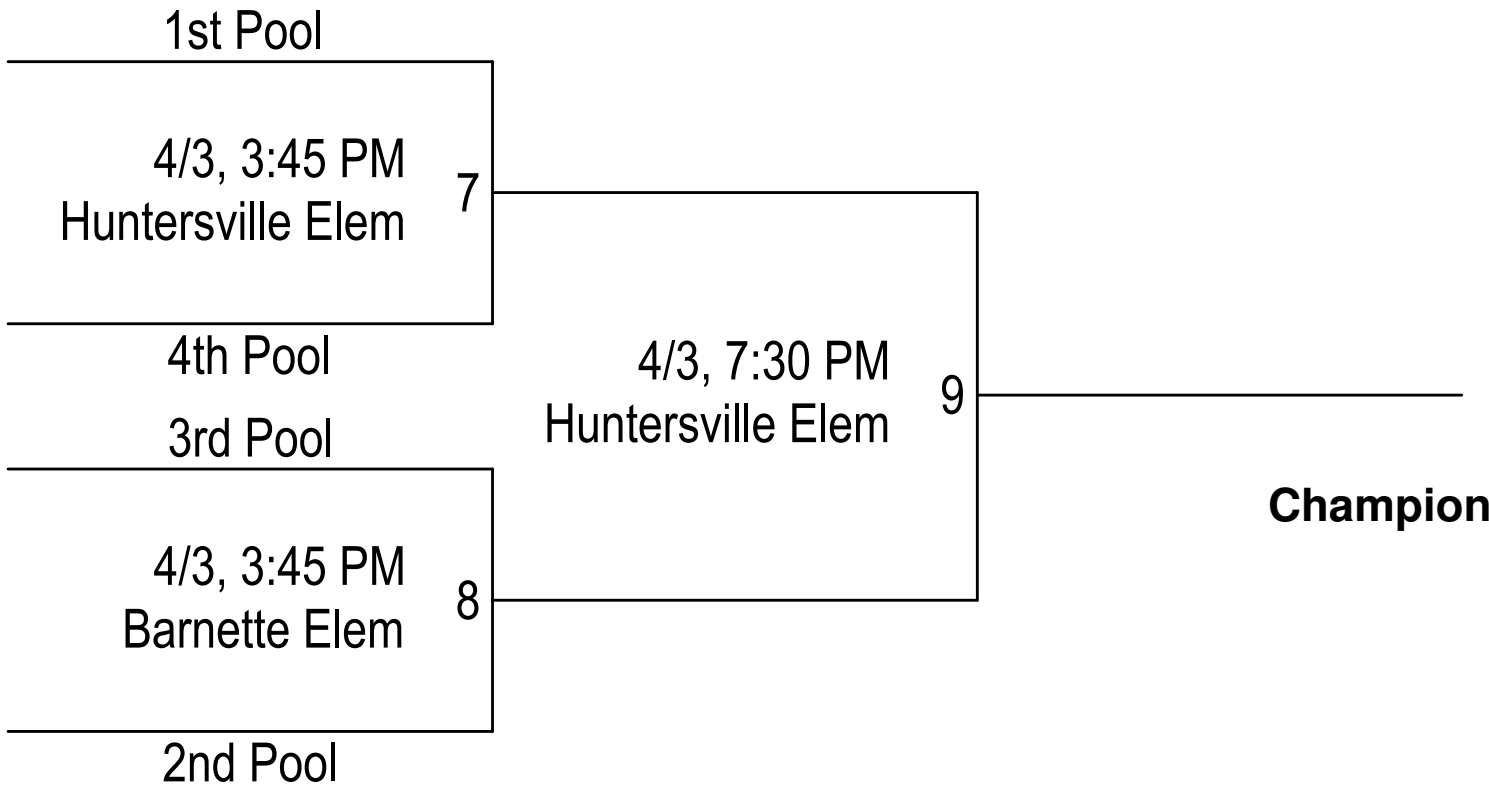 1st Pool
4/3, 3:45 PM
Huntersville Elem
7
4th Pool
3rd Pool
4/3, 3:45 PM
Barnette Elem
8
2nd Pool
4/3, 7:30 PM
Huntersville Elem
9
Champion